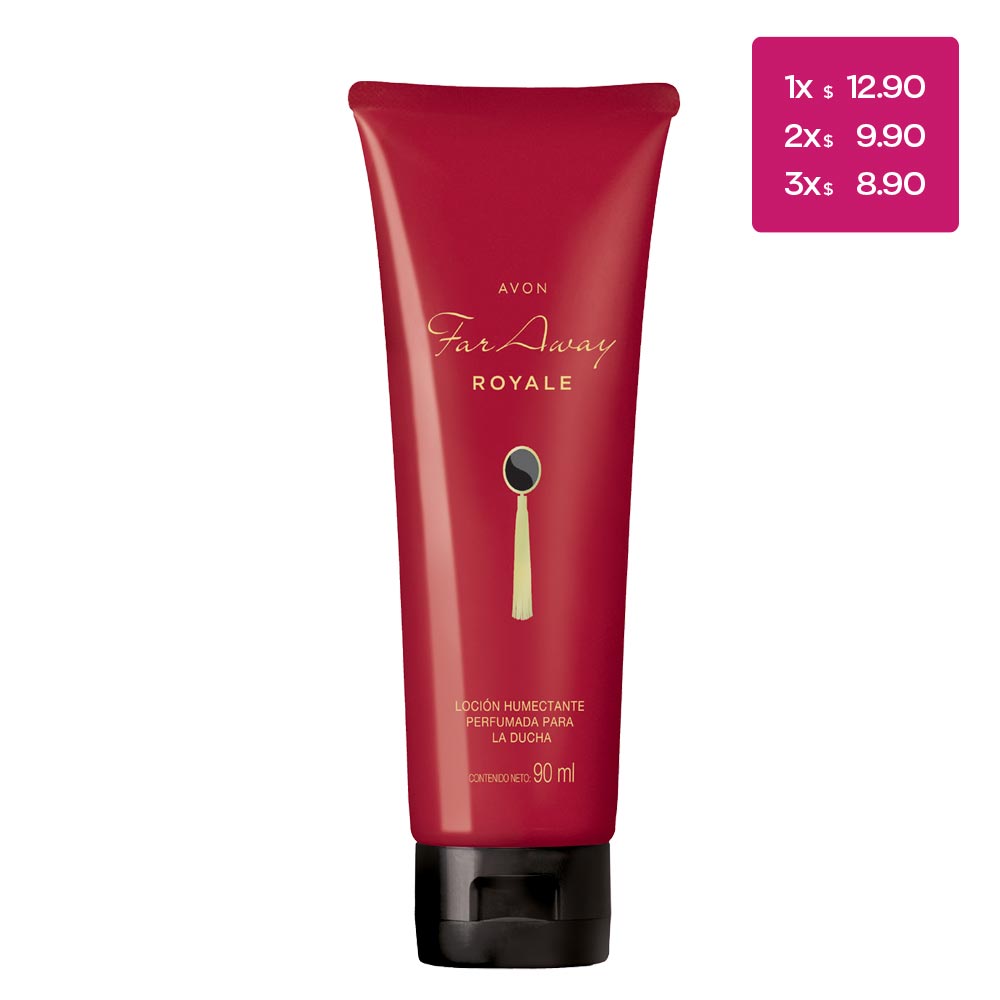 1x $ 12.90
2x $ 9.90
3x $ 8.90
AVON
Far Away
ROYALE
LOCIÓN HUMECTANTE
PERFUMADA PARA
LA DUCHA
CONTENIDO NETO: 90 ml